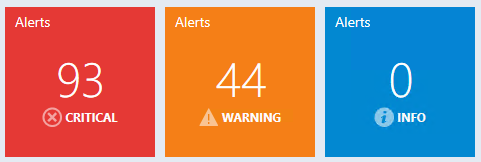 Alerts
93
CRITICAL
Alerts
44
WARNING
Alerts
0
INFO